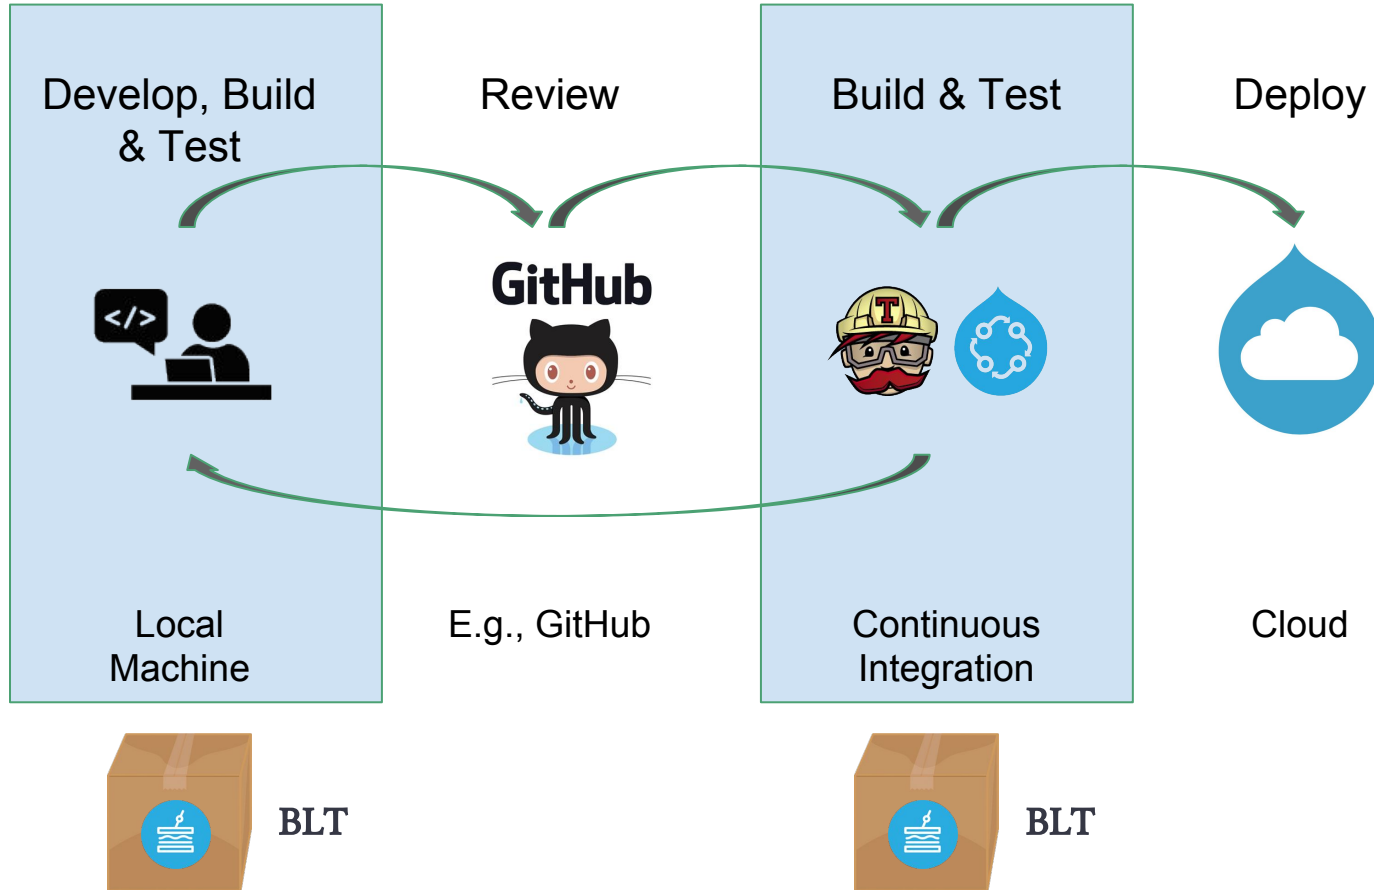 Develop, Build
& Test
Review
Build & Test
Deploy
</>
GitHub
T
Local
Machine
E.g., GitHub
Continuous
Integration
Cloud
BLT
BLT